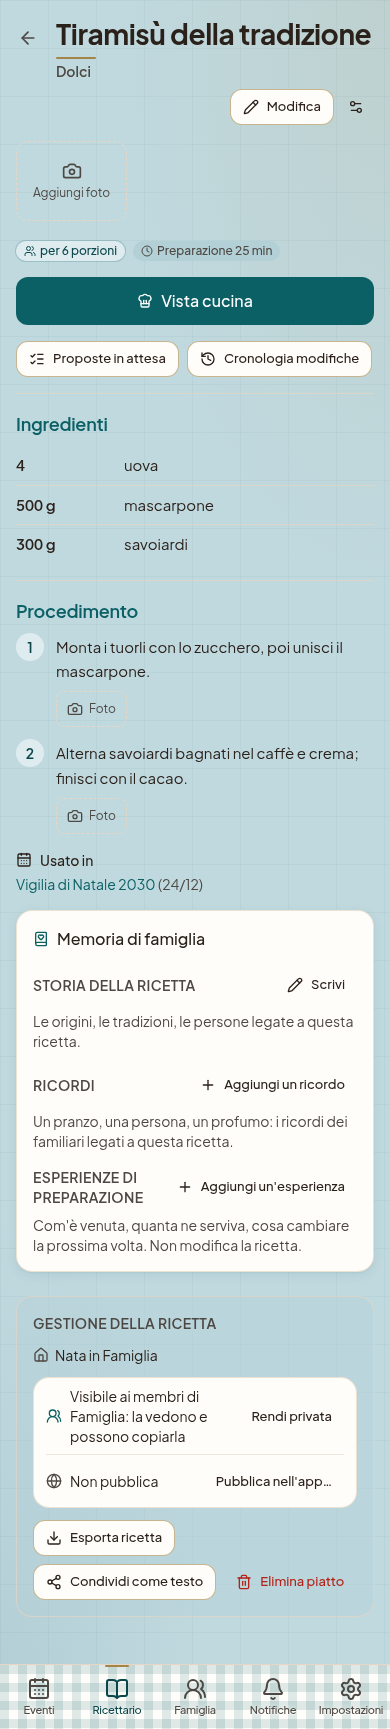 Tiramisù della tradizione
Dolci
Modifica
Aggiungi foto
per 6 porzioni
Preparazione 25 min
Vista cucina
Proposte in attesa
Cronologia modifiche
Ingredienti
4 uova
500 g mascarpone
300 g savoiardi
Procedimento
1 Monta i tuorli con lo zucchero, poi unisci il
mascarpone.
Foto
2 Alterna savoiardi bagnati nel caffè e crema;
finisci con il cacao.
Foto
Usato in
Vigilia di Natale 2030 (24/12)
Memoria di famiglia
STORIA DELLA RICETTA
Scrivi
Le origini, le tradizioni, le persone legate a questa
ricetta.
RICORDI
Aggiungi un ricordo
Un pranzo, una persona, un profumo: i ricordi dei
familiari legati a questa ricetta.
ESPERIENZE DI
PREPARAZIONE
Aggiungi un'esperienza
Com'è venuta, quanta ne serviva, cosa cambiare
la prossima volta. Non modifica la ricetta.
GESTIONE DELLA RICETTA
Nata in Famiglia
Visibile ai membri di
Famiglia: la vedono e
possono copiarla
Rendi privata
Non pubblica
Pubblica nell'app…
Esporta ricetta
Condividi come testo
Elimina piatto
Eventi
Ricettario
Famiglia
Notifiche
Impostazioni